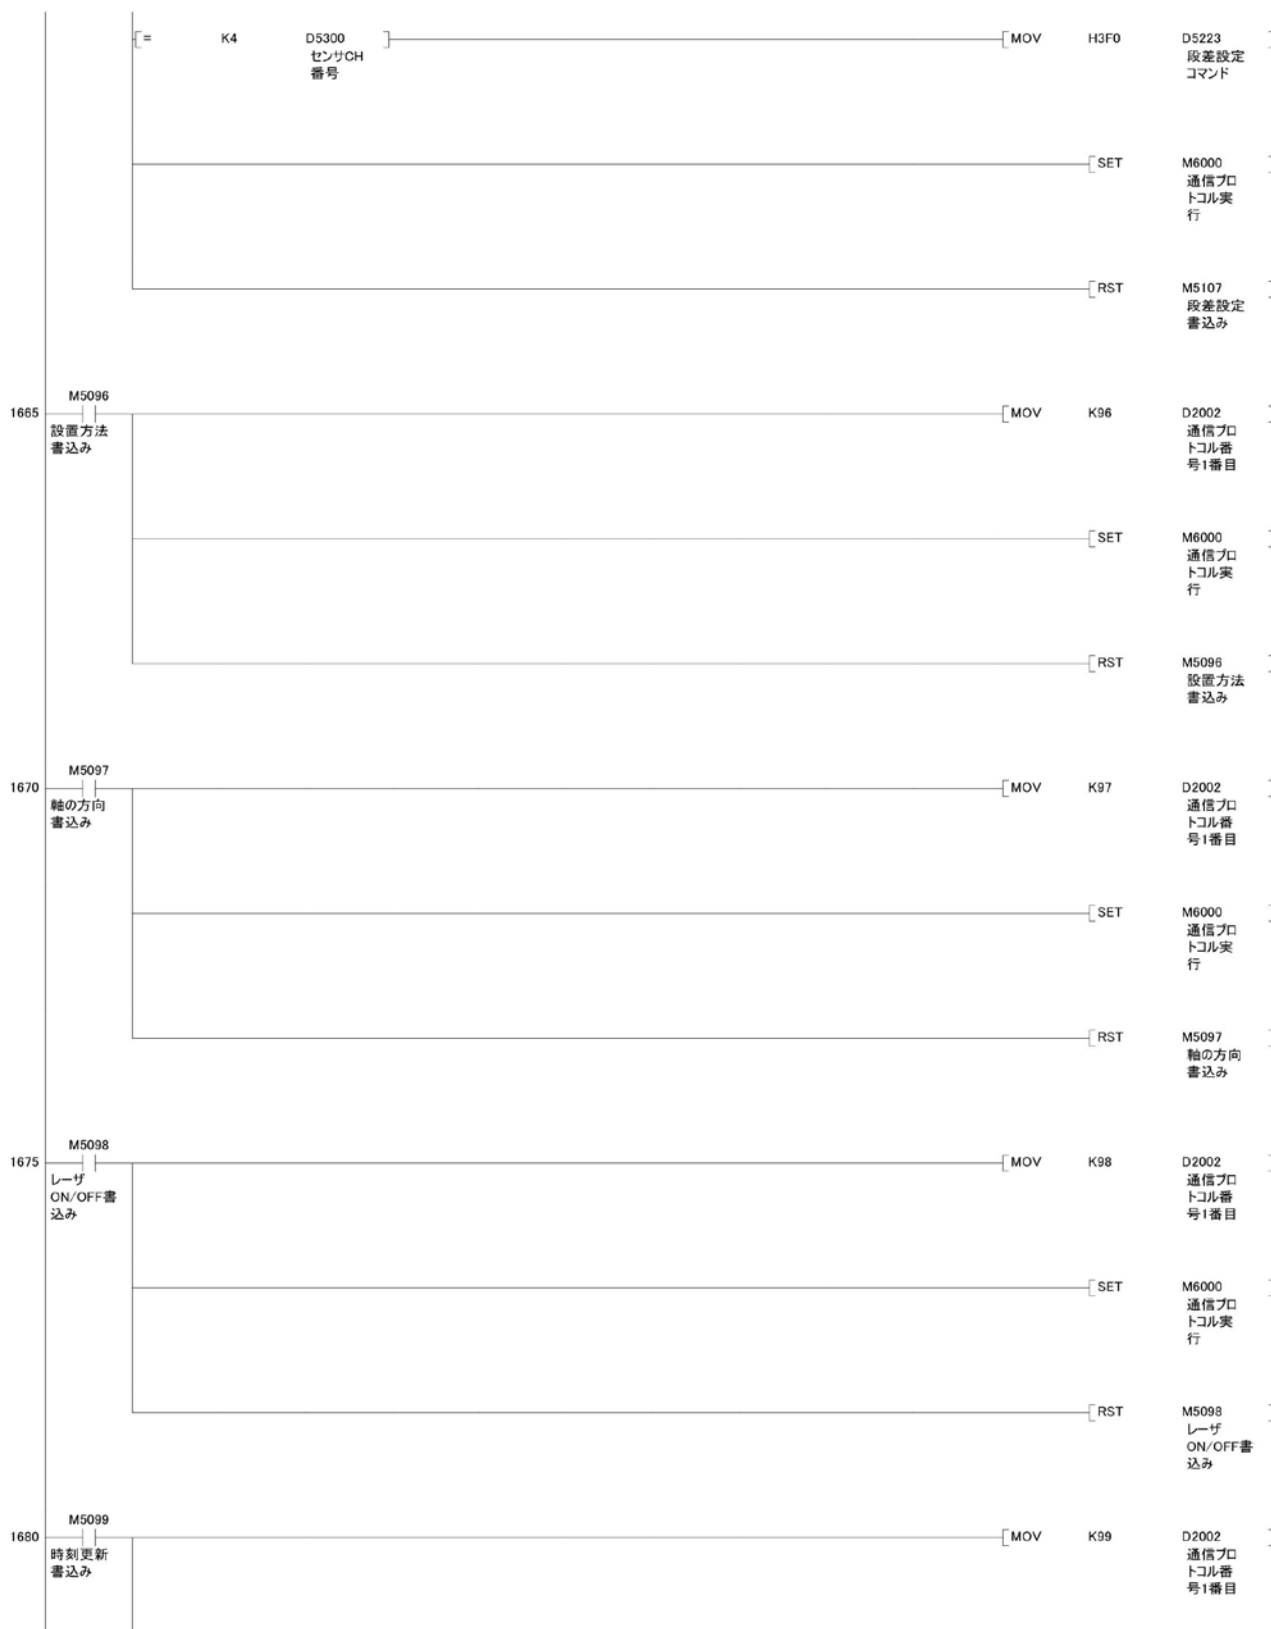 = K4 D5300 MOV H3F0 D5223
センサCH 段差設定
番号 コマンド
SET M6000
通信プロ
トコル実
行
RST M5107
段差設定
書込み
M5096
1665 MOV K96 D2002
設置方法 通信プロ
書込み トコル番
号1番目
SET M6000
通信プロ
トコル実
行
RST M5096
設置方法
書込み
M5097
1670 MOV K97 D2002
軸の方向 通信プロ
書込み トコル番
号1番目
SET M6000
通信プロ
トコル実
行
RST M5097
軸の方向
書込み
M5098
1675 MOV K98 D2002
レーザ 通信プロ
ON/OFF書 トコル番
込み 号1番目
SET M6000
通信プロ
トコル実
行
RST M5098
レーザ
ON/OFF書
込み
M5099
1680 MOV K99 D2002
時刻更新 通信プロ
書込み トコル番
号1番目